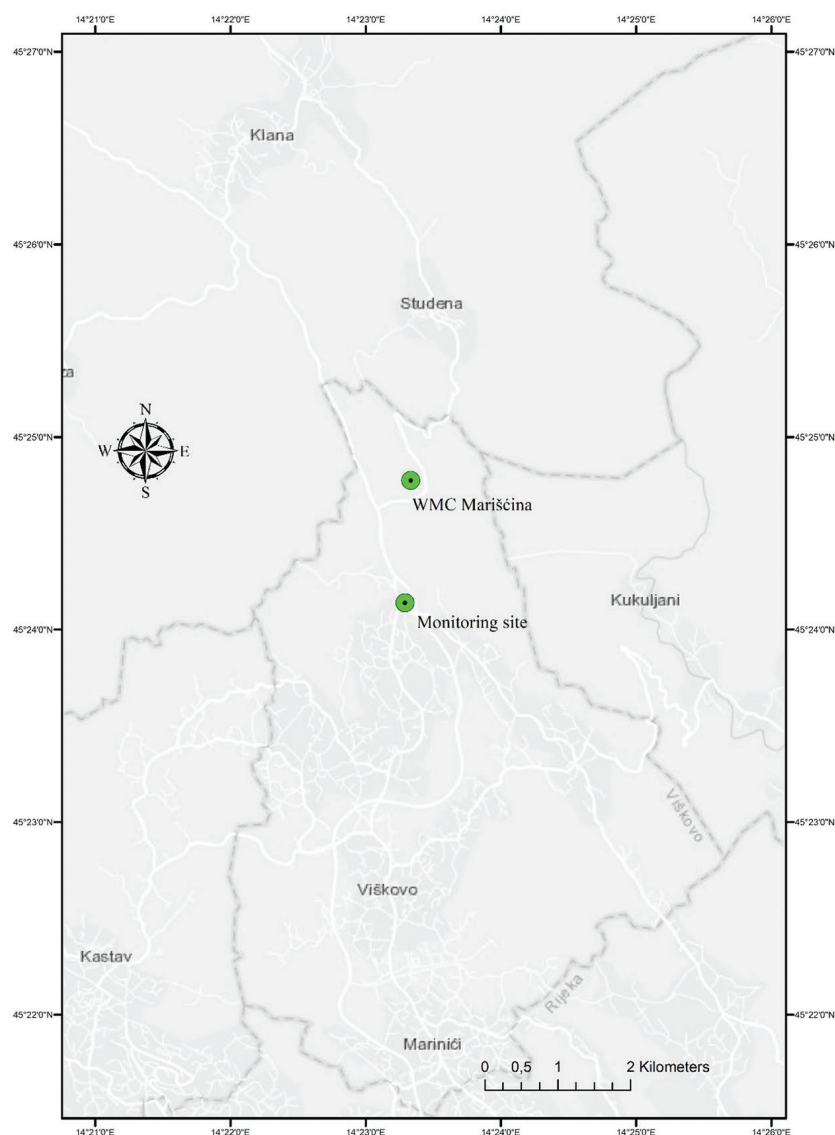 14°21'0"E 14°22'0"E 14°23'0"E 14°24'0"E 14°25'0"E 14°26'0"E
45°27'0"N 45°27'0"N
Klana
45°26'0"N 45°26'0"N
Studena
za
N
45°25'0"N 45°25'0"N
W E
S
WMC Marišćina
Kukuljani
Monitoring site
45°24'0"N 45°24'0"N
Viškovo
45°23'0"N 45°23'0"N
Viškovo
Kastav
Rijeka
45°22'0"N 45°22'0"N
Marinići
0 0,5 1 2 Kilometers
14°21'0"E 14°22'0"E 14°23'0"E 14°24'0"E 14°25'0"E 14°26'0"E